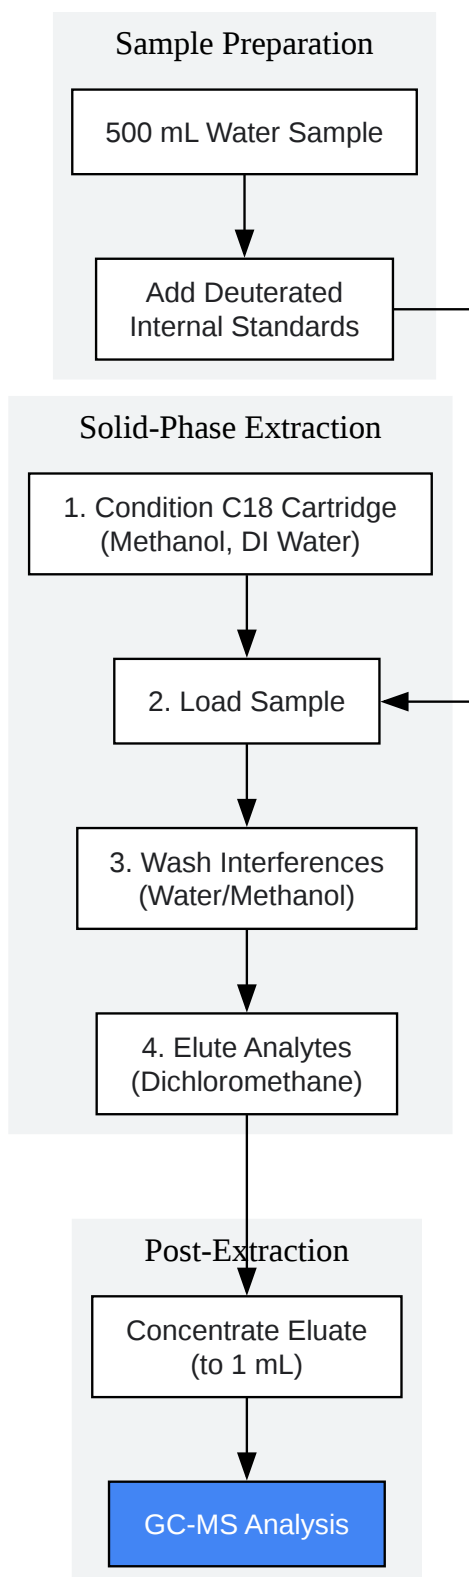 Sample Preparation
500 mL Water Sample
Add Deuterated
Internal Standards
Solid-Phase Extraction
1. Condition C18 Cartridge
(Methanol, DI Water)
2. Load Sample
3. Wash Interferences
(Water/Methanol)
4. Elute Analytes
(Dichloromethane)
Post-Extraction
Concentrate Eluate
(to 1 mL)
GC-MS Analysis